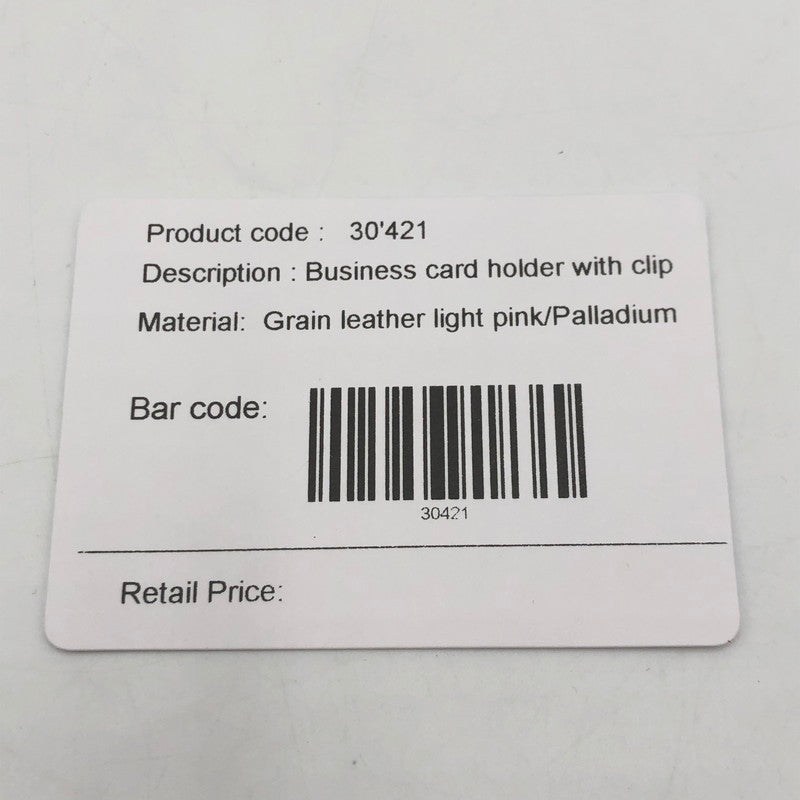 Product code : 30'421
Description : Business card holder with clip
Material: Grain leather light pink/Palladium
Bar code:
30421
Retail Price: